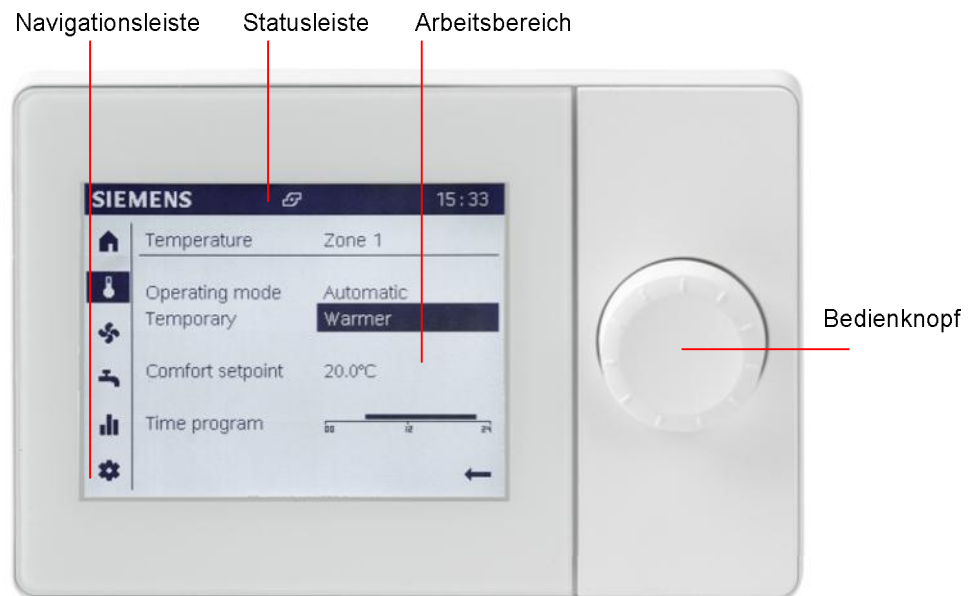 Navigationsleiste Statusleiste Arbeitsbereich
SIEMENS 15:33
Temperature Zone 1
Operating mode Automatic
Temporary Warmer
Bedienknopf
Comfort setpoint 20.0°C
Time program
00 12 24